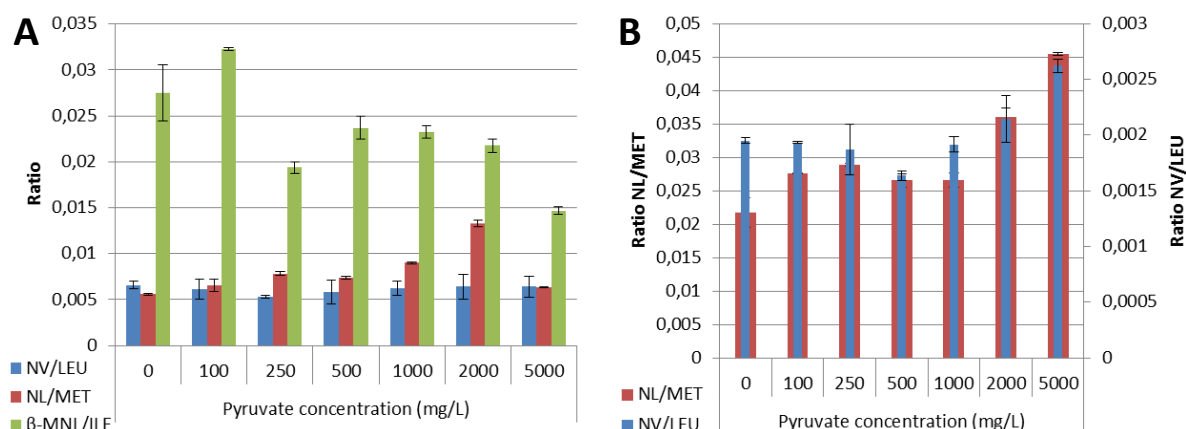 A
0,035
0,03
0,025
0,02
0,015
0,01
0,005
0
Ratio
0 100 250 500 1000 2000 5000
Pyruvate concentration (mg/L)
NV/LEU
NL/MET
β-MNL/ILE
B
0,05
0,045
0,04
0,035
0,03
0,025
0,02
0,015
0,01
0,005
0
Ratio NL/MET
0,003
0,0025
0,002
0,0015
0,001
0,0005
0
Ratio NV/LEU
0 100 250 500 1000 2000 5000
Pyruvate concentration (mg/L)
NL/MET
NV/LEU